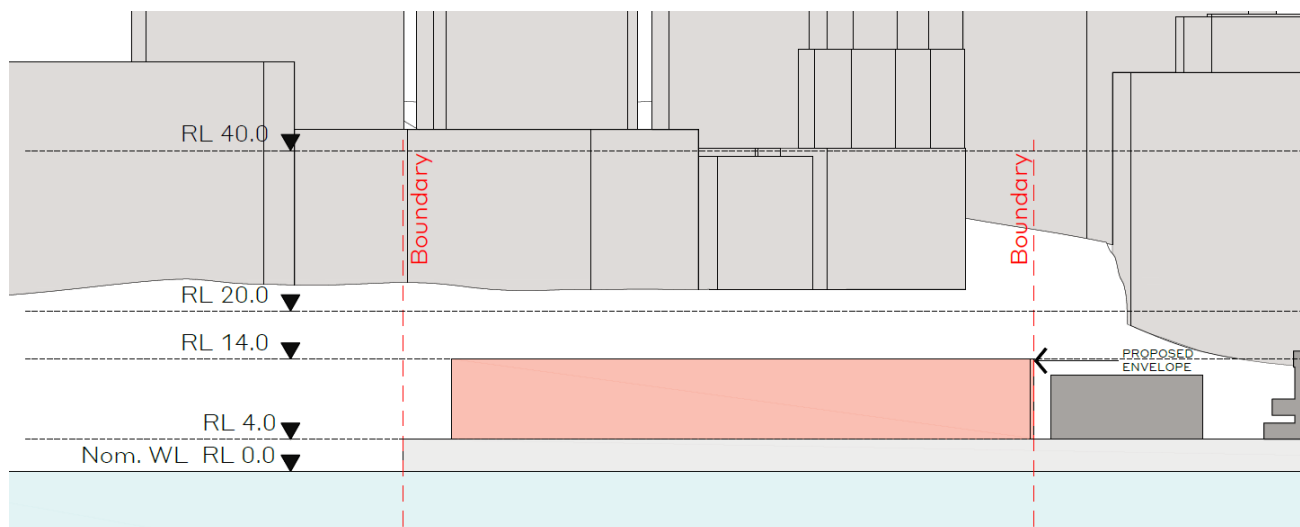 RL 40.0
Boundary
Boundary
RL 20.0
RL 14.0
PROPOSED
ENVELOPE
RL 4.0
Nom. WL RL 0.0